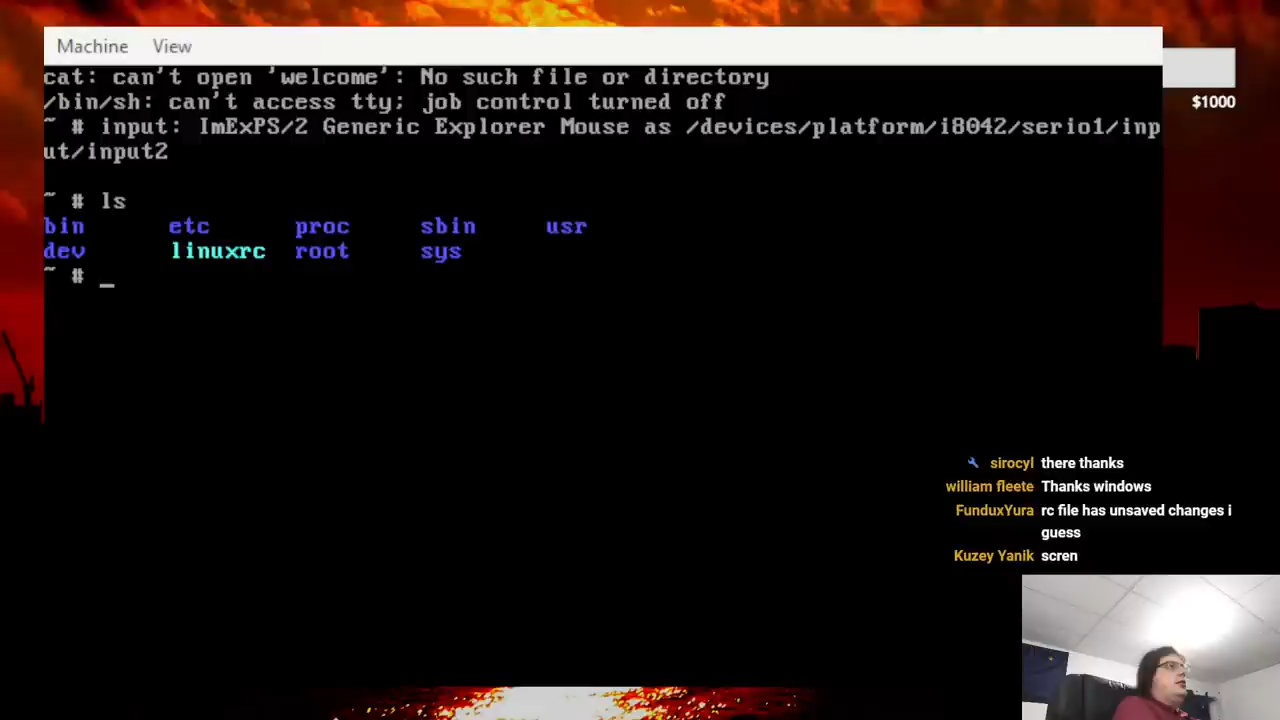 Machine View
cat: can't open 'welcome': No such file or directory
/bin/sh: can't access tty; job control turned off
~ # input: ImExPS/2 Generic Explorer Mouse as /devices/platform/i8042/serio1/inp
ut/input2
~ # ls
bin etc proc sbin usr
dev linuxrc root sys
~ # _
$1000
sirocyl there thanks
william fleete Thanks windows
FunduxYura rc file has unsaved changes i
guess
Kuzey Yanik scren